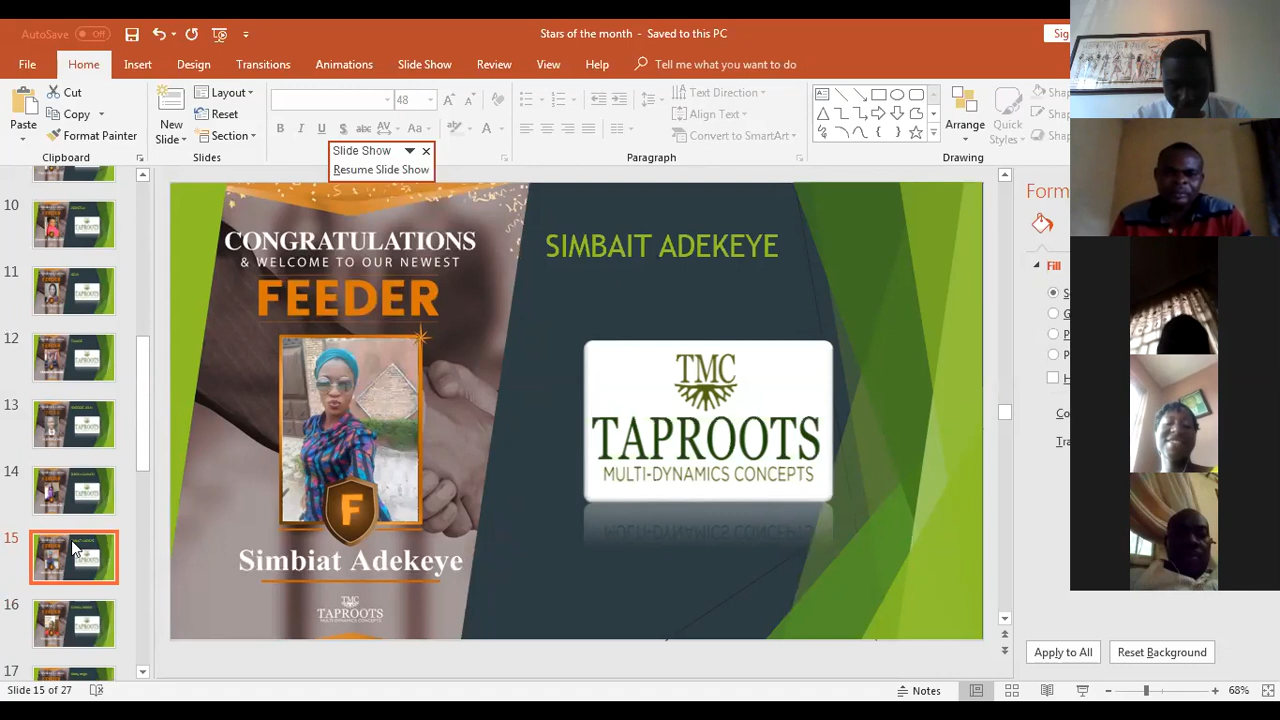 AutoSave Off
Stars of the month - Saved to this PC
File
Home
Insert
Design
Transitions
Animations
Slide Show
Review
View
Help
Tell me what you want to do
Paste
Cut
Copy
Format Painter
Clipboard
New
Slide
Layout
Reset
Section
Slides
48
Slide Show
Resume Slide Show
Text Direction
Align Text
Convert to SmartArt
Paragraph
Arrange
Quick
Styles
Drawing
10
11
12
13
14
15
16
17
CONGRATULATIONS
& WELCOME TO OUR NEWEST
FEEDER
F
Simbiat Adekeye
TMC
TAPROOTS
MULTI-DYNAMICS CONCEPTS
SIMBAIT ADEKEYE
TMC
TAPROOTS
MULTI-DYNAMICS CONCEPTS
Fill
Apply to All
Reset Background
Slide 15 of 27
Notes
68%